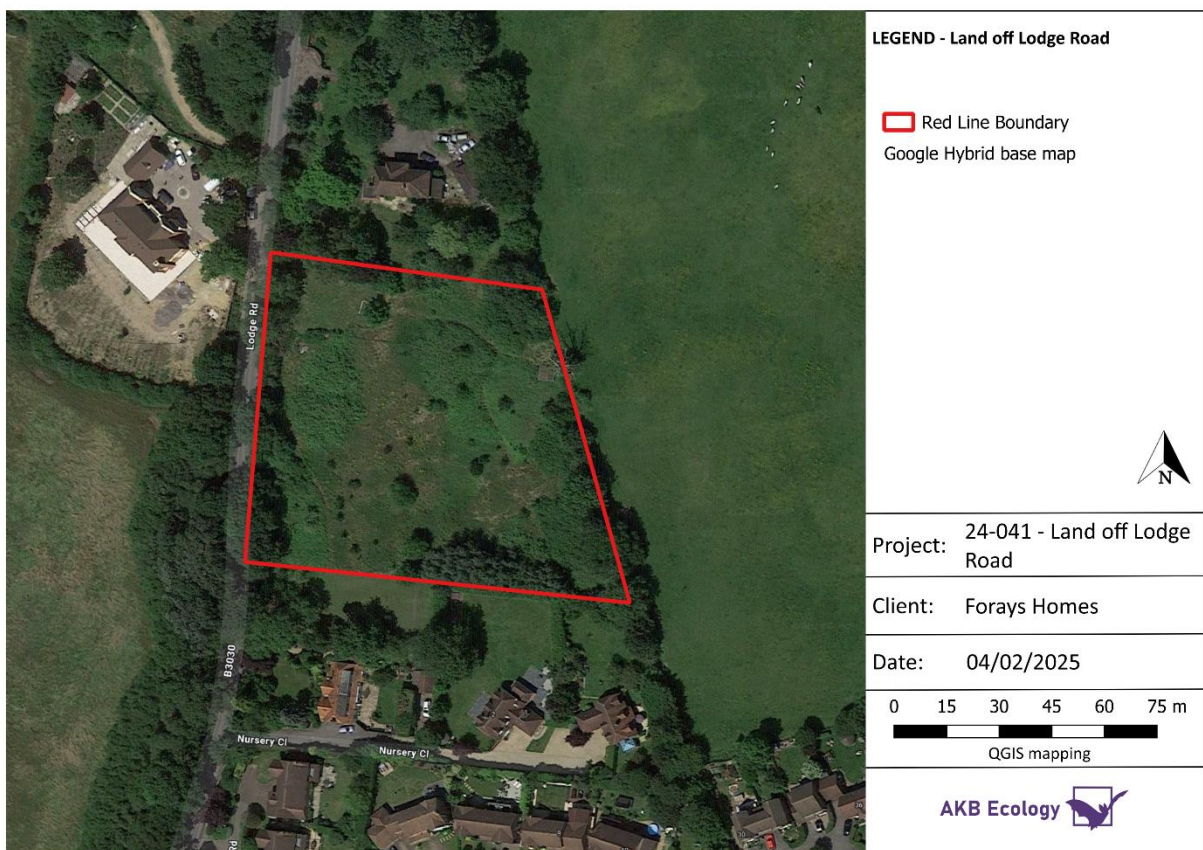 LEGEND - Land off Lodge Road
Red Line Boundary
Google Hybrid base map
N
Project: 24-041 - Land off Lodge
Road
Client: Forays Homes
Date: 04/02/2025
0 15 30 45 60 75 m
QGIS mapping
AKB Ecology
Lodge Rd
B3030
Nursery Cl
Nursery Cl
Rd